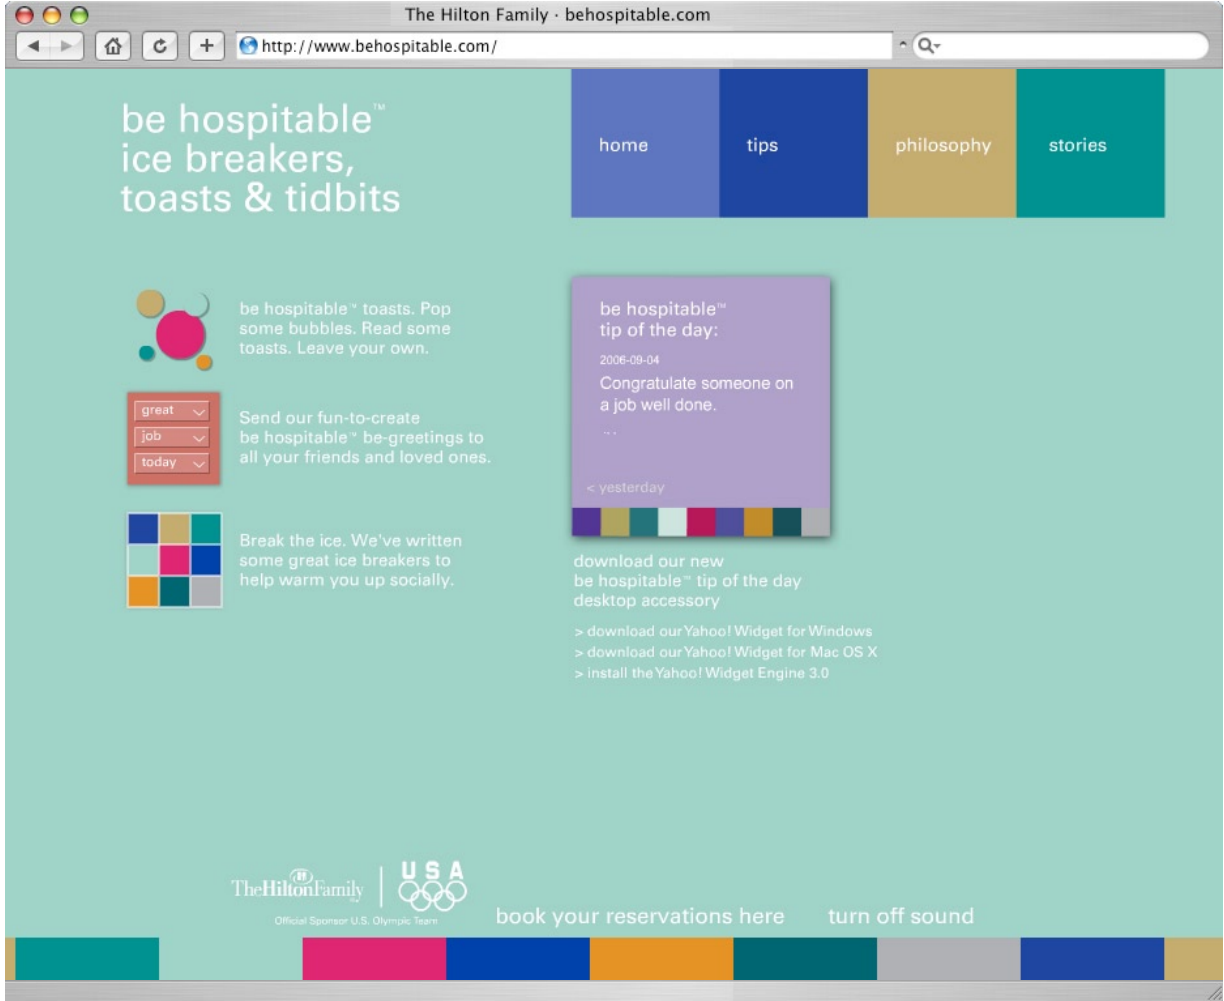 The Hilton Family · behospitable.com
http://www.behospitable.com/
be hospitable™
ice breakers,
toasts & tidbits
home
tips
philosophy
stories
be hospitable™ toasts. Pop
some bubbles. Read some
toasts. Leave your own.
great
job
today
Send our fun-to-create
be hospitable™ be-greetings to
all your friends and loved ones.
Break the ice. We've written
some great ice breakers to
help warm you up socially.
be hospitable™
tip of the day:
2006-09-04
Congratulate someone on
a job well done.
...
< yesterday
download our new
be hospitable™ tip of the day
desktop accessory
> download our Yahoo! Widget for Windows
> download our Yahoo! Widget for Mac OS X
> install the Yahoo! Widget Engine 3.0
TheHiltonFamily
USA
Official Sponsor U.S. Olympic Team
book your reservations here
turn off sound